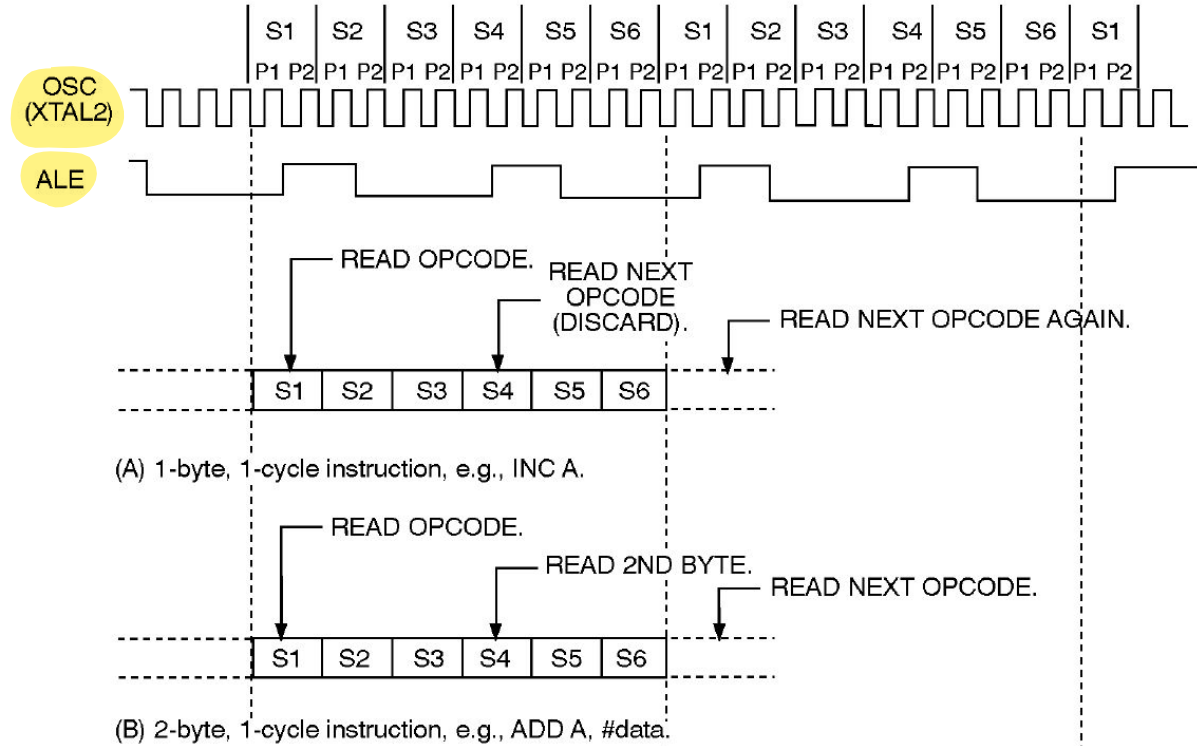 S1 S2 S3 S4 S5 S6 S1 S2 S3 S4 S5 S6 S1
P1 P2 P1 P2 P1 P2 P1 P2 P1 P2 P1 P2 P1 P2 P1 P2 P1 P2 P1 P2 P1 P2 P1 P2 P1 P2
OSC
(XTAL2)
ALE
READ OPCODE.
READ NEXT
OPCODE
(DISCARD).
READ NEXT OPCODE AGAIN.
S1 S2 S3 S4 S5 S6
(A) 1-byte, 1-cycle instruction, e.g., INC A.
READ OPCODE.
READ 2ND BYTE.
READ NEXT OPCODE.
S1 S2 S3 S4 S5 S6
(B) 2-byte, 1-cycle instruction, e.g., ADD A, #data.